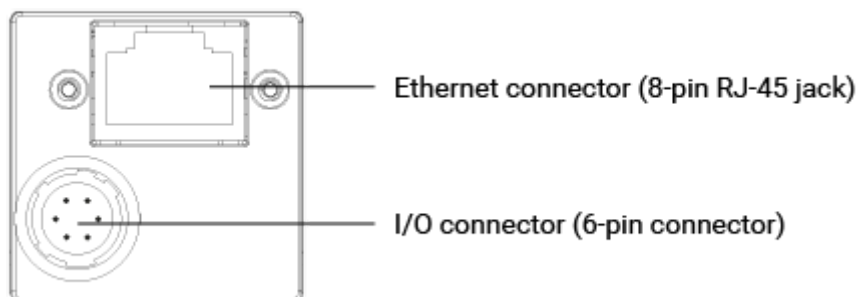 Ethernet connector (8-pin RJ-45 jack)
I/O connector (6-pin connector)